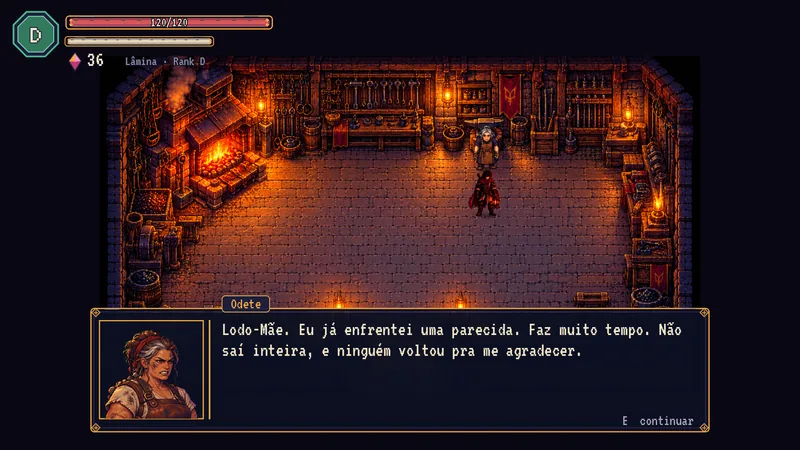 D
120/120
36
Lâmina · Rank D
Odete
Lodo-Mãe. Eu já enfrentei uma parecida. Faz muito tempo. Não
saí inteira, e ninguém voltou pra me agradecer.
E continuar